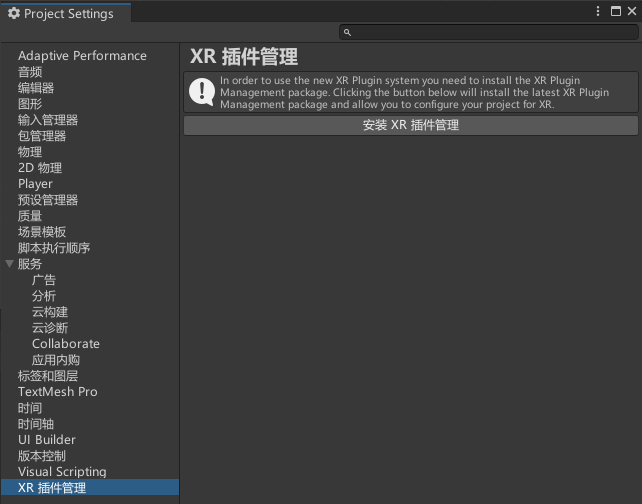 Project Settings
Adaptive Performance
音频
编辑器
图形
输入管理器
包管理器
物理
2D 物理
Player
预设管理器
质量
场景模板
脚本执行顺序
服务
广告
分析
云构建
云诊断
Collaborate
应用内购
标签和图层
TextMesh Pro
时间
时间轴
UI Builder
版本控制
Visual Scripting
XR 插件管理
XR 插件管理
In order to use the new XR Plugin system you need to install the XR Plugin
Management package. Clicking the button below will install the latest XR Plugin
Management package and allow you to configure your project for XR.
安装 XR 插件管理